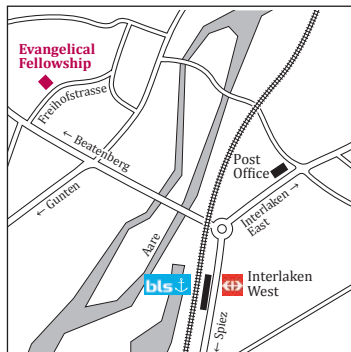 Evangelical
Fellowship
Freihofstrasse
← Beatenberg
← Gunten
Aare
Post
Office
Interlaken →
East
bls
Interlaken
West
← Spiez